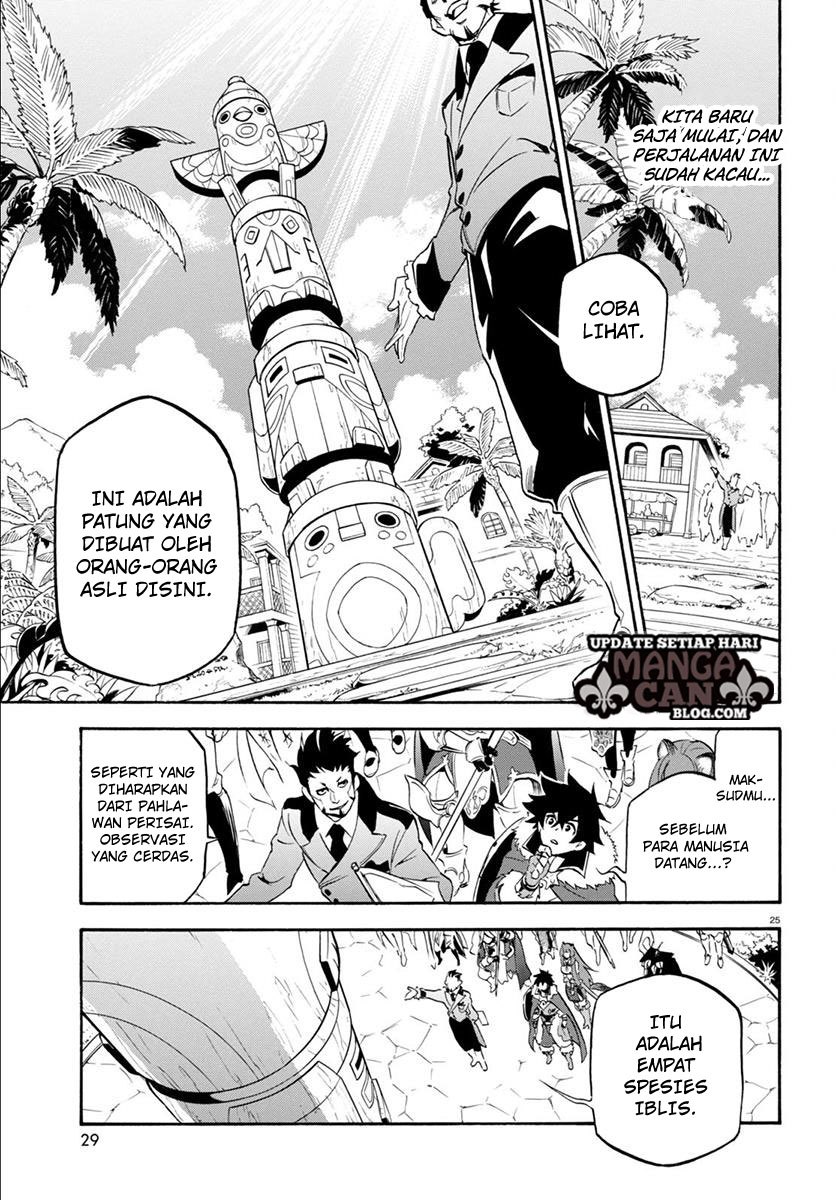 KITA BARU
SAJA MULAI, DAN
PERJALANAN INI
SUDAH KACAU...
COBA
LIHAT.
INI ADALAH
PATUNG YANG
DIBUAT OLEH
ORANG-ORANG
ASLI DISINI.
UPDATE SETIAP HARI
MANGA
CAN
BLOG.COM
MAK-
SUDMU...
SEBELUM
PARA MANUSIA
DATANG...?
SEPERTI YANG
DIHARAPKAN
DARI PAHLA-
WAN PERISAI.
OBSERVASI
YANG CERDAS.
25
ITU
ADALAH
EMPAT
SPESIES
IBLIS.
29